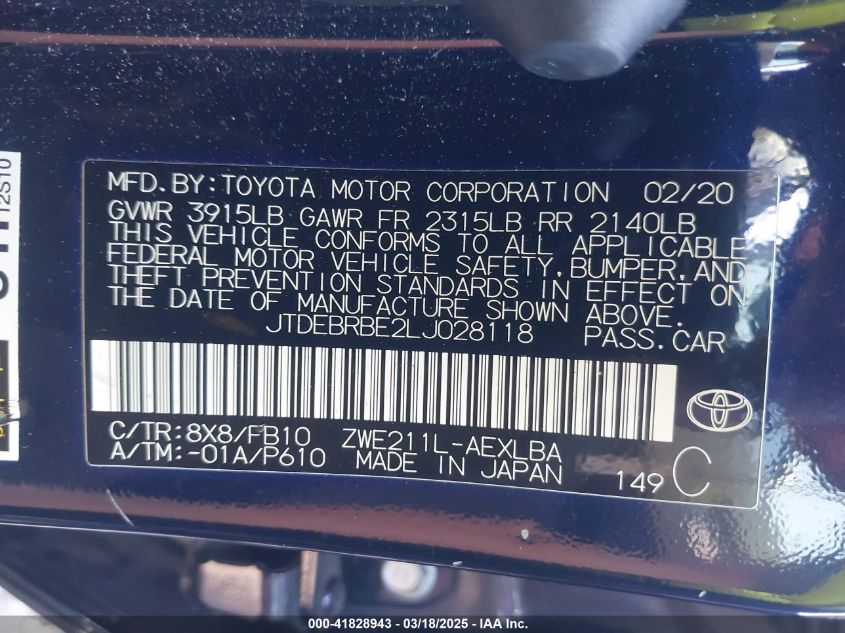 MFD.BY:TOYOTA MOTOR CORPORATION 02/20
GVWR 3915LB GAWR FR 2315LB RR 2140LB
THIS VEHICLE CONFORMS TO ALL APPLICABLE
FEDERAL MOTOR VEHICLE SAFETY,BUMPER,AND
THEFT PREVENTION STANDARDS IN EFFECT ON
THE DATE OF MANUFACTURE SHOWN ABOVE.
JTDEBRBE2LJ028118 PASS.CAR
C/TR:8X8/FB10 ZWE211L-AEXLBA
A/TM:-01A/P610 MADE IN JAPAN
149 C
12S10
000-41828943 / 03/18/2025 - IAA Inc.